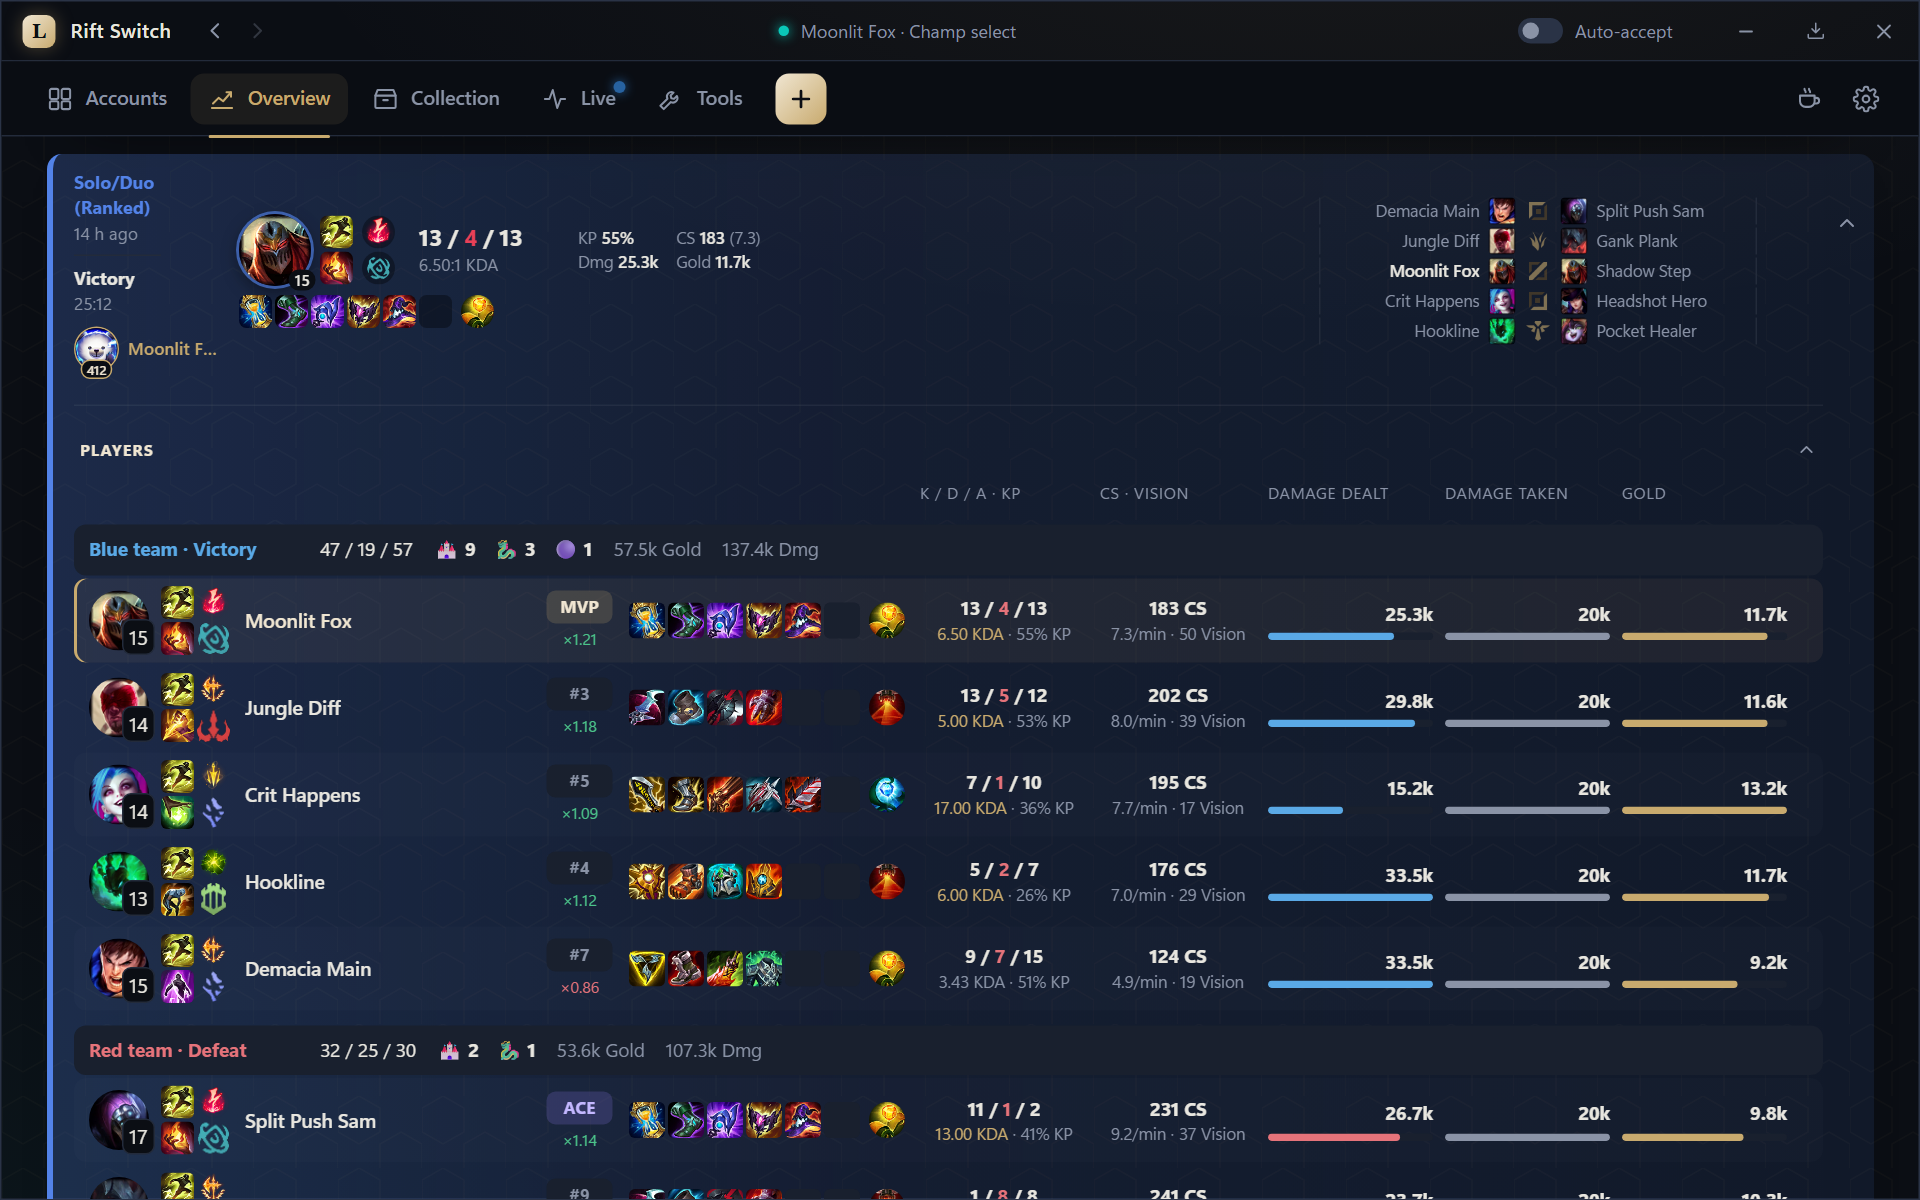 L Rift Switch
Moonlit Fox · Champ select
Auto-accept
Accounts
Overview
Collection
Live
Tools
+
Solo/Duo
(Ranked)
14 h ago
Victory
25:12
412
Moonlit F...
15
13 / 4 / 13
6.50:1 KDA
KP 55%
Dmg 25.3k
CS 183 (7.3)
Gold 11.7k
Demacia Main
Split Push Sam
Jungle Diff
Gank Plank
Moonlit Fox
Shadow Step
Crit Happens
Headshot Hero
Hookline
Pocket Healer
PLAYERS
K / D / A · KP
CS · VISION
DAMAGE DEALT
DAMAGE TAKEN
GOLD
Blue team · Victory
47 / 19 / 57
9
3
1
57.5k Gold
137.4k Dmg
15
Moonlit Fox
MVP
×1.21
13 / 4 / 13
6.50 KDA · 55% KP
183 CS
7.3/min · 50 Vision
25.3k
20k
11.7k
14
Jungle Diff
#3
×1.18
13 / 5 / 12
5.00 KDA · 53% KP
202 CS
8.0/min · 39 Vision
29.8k
20k
11.6k
14
Crit Happens
#5
×1.09
7 / 1 / 10
17.00 KDA · 36% KP
195 CS
7.7/min · 17 Vision
15.2k
20k
13.2k
13
Hookline
#4
×1.12
5 / 2 / 7
6.00 KDA · 26% KP
176 CS
7.0/min · 29 Vision
33.5k
20k
11.7k
15
Demacia Main
#7
×0.86
9 / 7 / 15
3.43 KDA · 51% KP
124 CS
4.9/min · 19 Vision
33.5k
20k
9.2k
Red team · Defeat
32 / 25 / 30
2
1
53.6k Gold
107.3k Dmg
17
Split Push Sam
ACE
×1.14
11 / 1 / 2
13.00 KDA · 41% KP
231 CS
9.2/min · 37 Vision
26.7k
20k
9.8k
#9
1 / 8 / 8
241 CS
20k